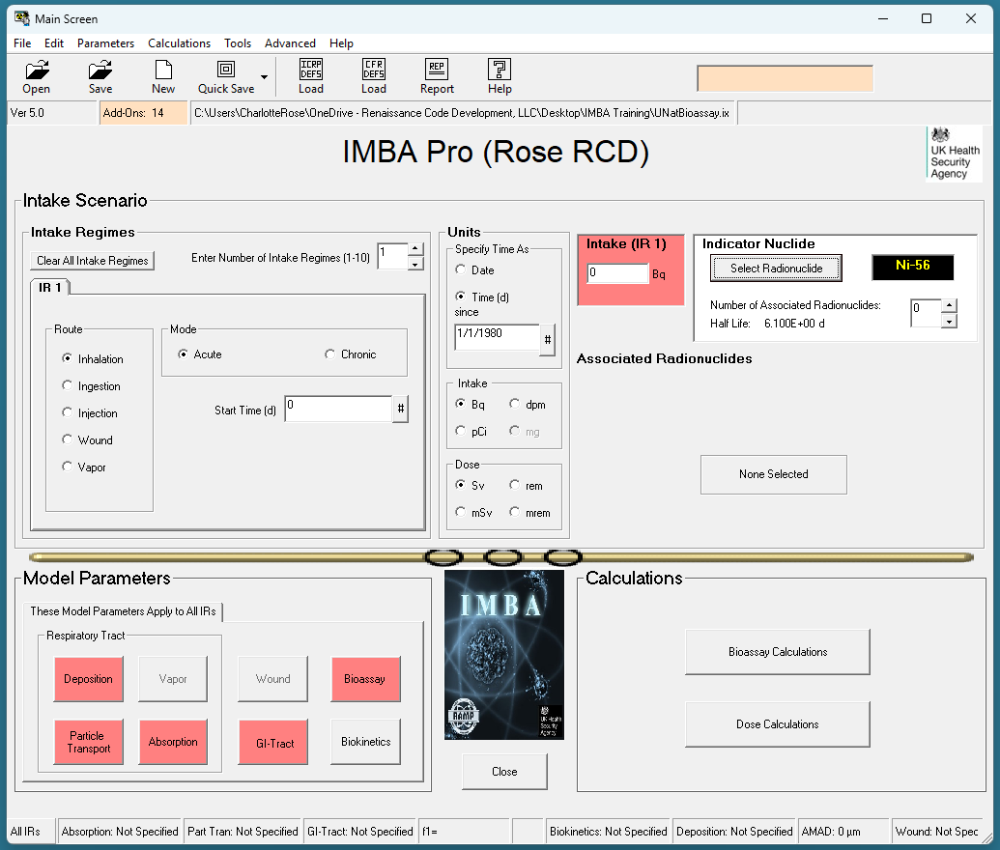 Main Screen
File Edit Parameters Calculations Tools Advanced Help
ICRP DEFS CFR DEFS REP ?
Open Save New Quick Save Load Load Report Help
Ver 5.0 Add-Ons: 14 C:\Users\CharlotteRose\OneDrive - Renaissance Code Development, LLC\Desktop\IMBA Training\UNatBioassay.ix
IMBA Pro (Rose RCD)
UK Health
Security
Agency
Intake Scenario
Intake Regimes
Clear All Intake Regimes Enter Number of Intake Regimes (1-10) 1
IR 1
Route
Inhalation
Ingestion
Injection
Wound
Vapor
Mode
Acute Chronic
Start Time (d) 0 #
Units
Specify Time As
Date
Time (d)
since
1/1/1980 #
Intake
Bq dpm
pCi mg
Dose
Sv rem
mSv mrem
Intake (IR 1)
0 Bq
Indicator Nuclide
Select Radionuclide Ni-56
Number of Associated Radionuclides: 0
Half Life: 6.100E+00 d
Associated Radionuclides
None Selected
Model Parameters
These Model Parameters Apply to All IRs
Respiratory Tract
Deposition Vapor Wound Bioassay
Particle
Transport Absorption GI-Tract Biokinetics
IMBA
RAMP
UK Health
Security
Agency
Close
Calculations
Bioassay Calculations
Dose Calculations
All IRs Absorption: Not Specified Part Tran: Not Specified GI-Tract: Not Specified f1= Biokinetics: Not Specified Deposition: Not Specified AMAD: 0 µm Wound: Not Spec